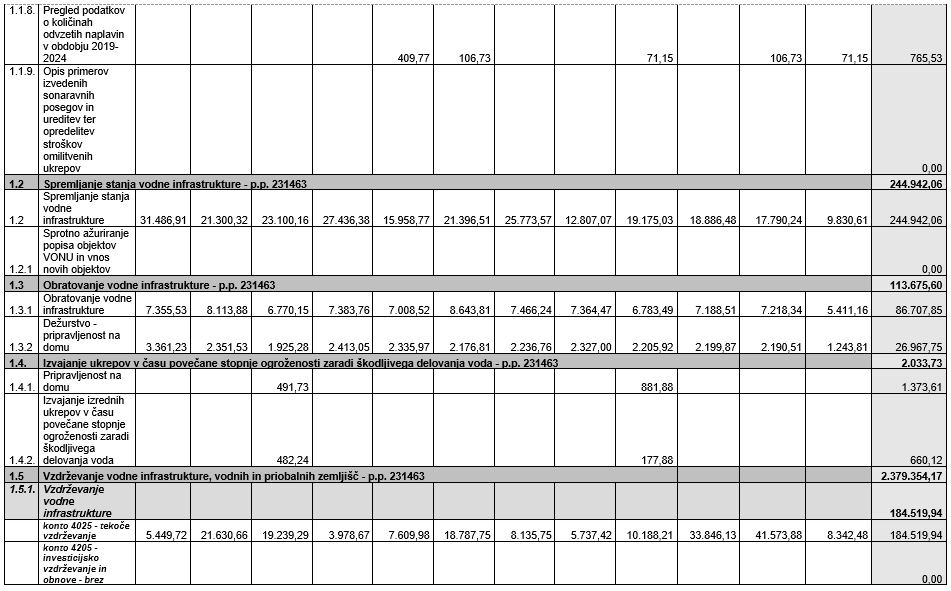 1.1.8. Pregled podatkov
o količinah
odvzetih naplavin
v obdobju 2019-
2024 409,77 106,73 71,15 106,73 71,15 765,53
1.1.9. Opis primerov
izvedenih
sonaravnih
posegov in
ureditev ter
opredelitev
stroškov
omilitvenih
ukrepov 0,00
1.2 Spremljanje stanja vodne infrastrukture - p.p. 231463 244.942,06
Spremljanje stanja
vodne
1.2 infrastrukture 31.486,91 21.300,32 23.100,16 27.436,38 15.958,77 21.396,51 25.773,57 12.807,07 19.175,03 18.886,48 17.790,24 9.830,61 244.942,06
Sprotno ažuriranje
popisa objektov
VONU in vnos
1.2.1 novih objektov 0,00
1.3 Obratovanje vodne infrastrukture - p.p. 231463 113.675,60
Obratovanje vodne
1.3.1 infrastrukture 7.355,53 8.113,88 6.770,15 7.383,76 7.008,52 8.643,81 7.466,24 7.364,47 6.783,49 7.188,51 7.218,34 5.411,16 86.707,85
Dežurstvo -
pripravljenost na
1.3.2 domu 3.361,23 2.351,53 1.925,28 2.413,05 2.335,97 2.176,81 2.236,76 2.327,00 2.205,92 2.199,87 2.190,51 1.243,81 26.967,75
1.4. Izvajanje ukrepov v času povečane stopnje ogroženosti zaradi škodljivega delovanja voda - p.p. 231463 2.033,73
Pripravljenost na
1.4.1. domu 491,73 881,88 1.373,61
Izvajanje izrednih
ukrepov v času
povečane stopnje
ogroženosti zaradi
škodljivega
1.4.2. delovanja voda 482,24 177,88 660,12
1.5 Vzdrževanje vodne infrastrukture, vodnih in priobalnih zemljišč - p.p. 231463 2.379.354,17
1.5.1. Vzdrževanje
vodne
infrastrukture 184.519,94
konto 4025 - tekoče
vzdrževanje 5.449,72 21.630,66 19.239,29 3.978,67 7.609,98 18.787,75 8.135,75 5.737,42 10.188,21 33.846,13 41.573,88 8.342,48 184.519,94
konto 4205 -
investicijsko
vzdrževanje in
obnove - brez 0,00